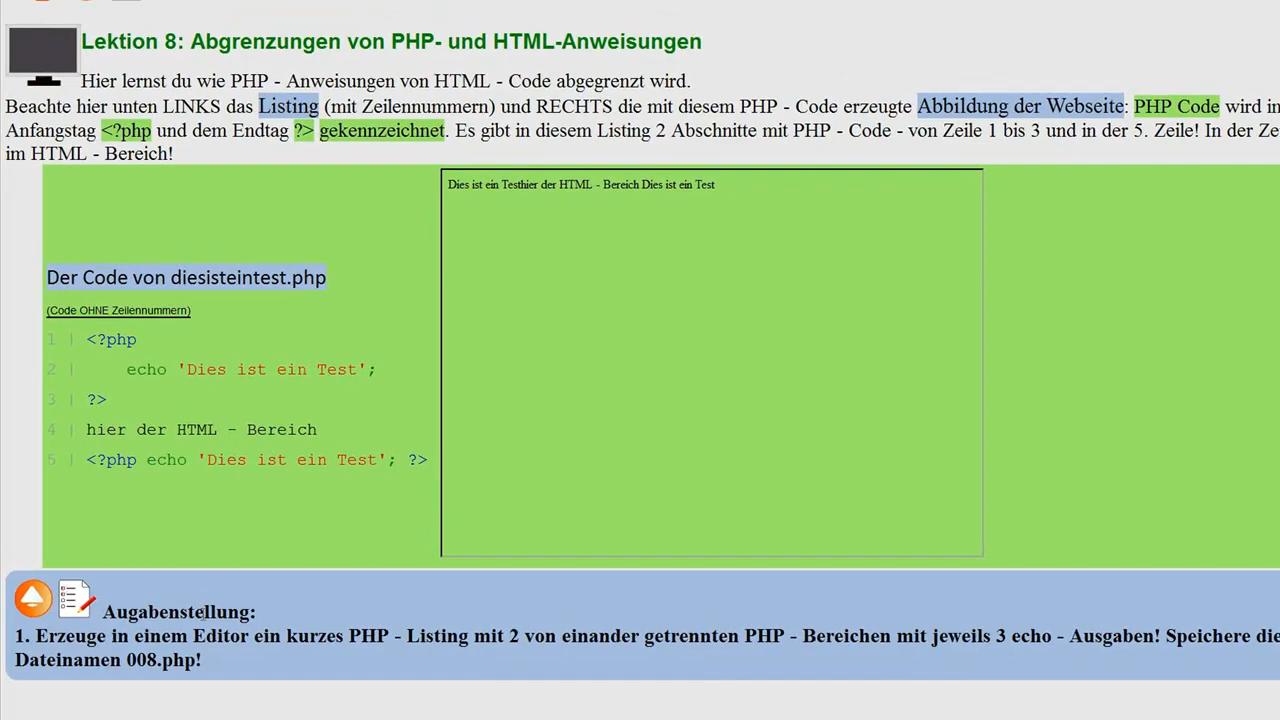 Lektion 8: Abgrenzungen von PHP- und HTML-Anweisungen
Hier lernst du wie PHP - Anweisungen von HTML - Code abgegrenzt wird.
Beachte hier unten LINKS das Listing (mit Zeilennummern) und RECHTS die mit diesem PHP - Code erzeugte Abbildung der Webseite: PHP Code wird in
Anfangstag <?php und dem Endtag ?> gekennzeichnet. Es gibt in diesem Listing 2 Abschnitte mit PHP - Code - von Zeile 1 bis 3 und in der 5. Zeile! In der
im HTML - Bereich!
Dies ist ein Testhier der HTML - Bereich Dies ist ein Test
Der Code von diesisteintest.php
(Code OHNE Zeilennummern)
1 | <?php
2 | echo 'Dies ist ein Test';
3 | ?>
4 | hier der HTML - Bereich
5 | <?php echo 'Dies ist ein Test'; ?>
Augabenstellung:
1. Erzeuge in einem Editor ein kurzes PHP - Listing mit 2 von einander getrennten PHP - Bereichen mit jeweils 3 echo - Ausgaben! Speichere
Dateinamen 008.php!